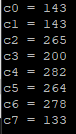 c0 = 143
c1 = 143
c2 = 265
c3 = 200
c4 = 282
c5 = 264
c6 = 278
c7 = 133